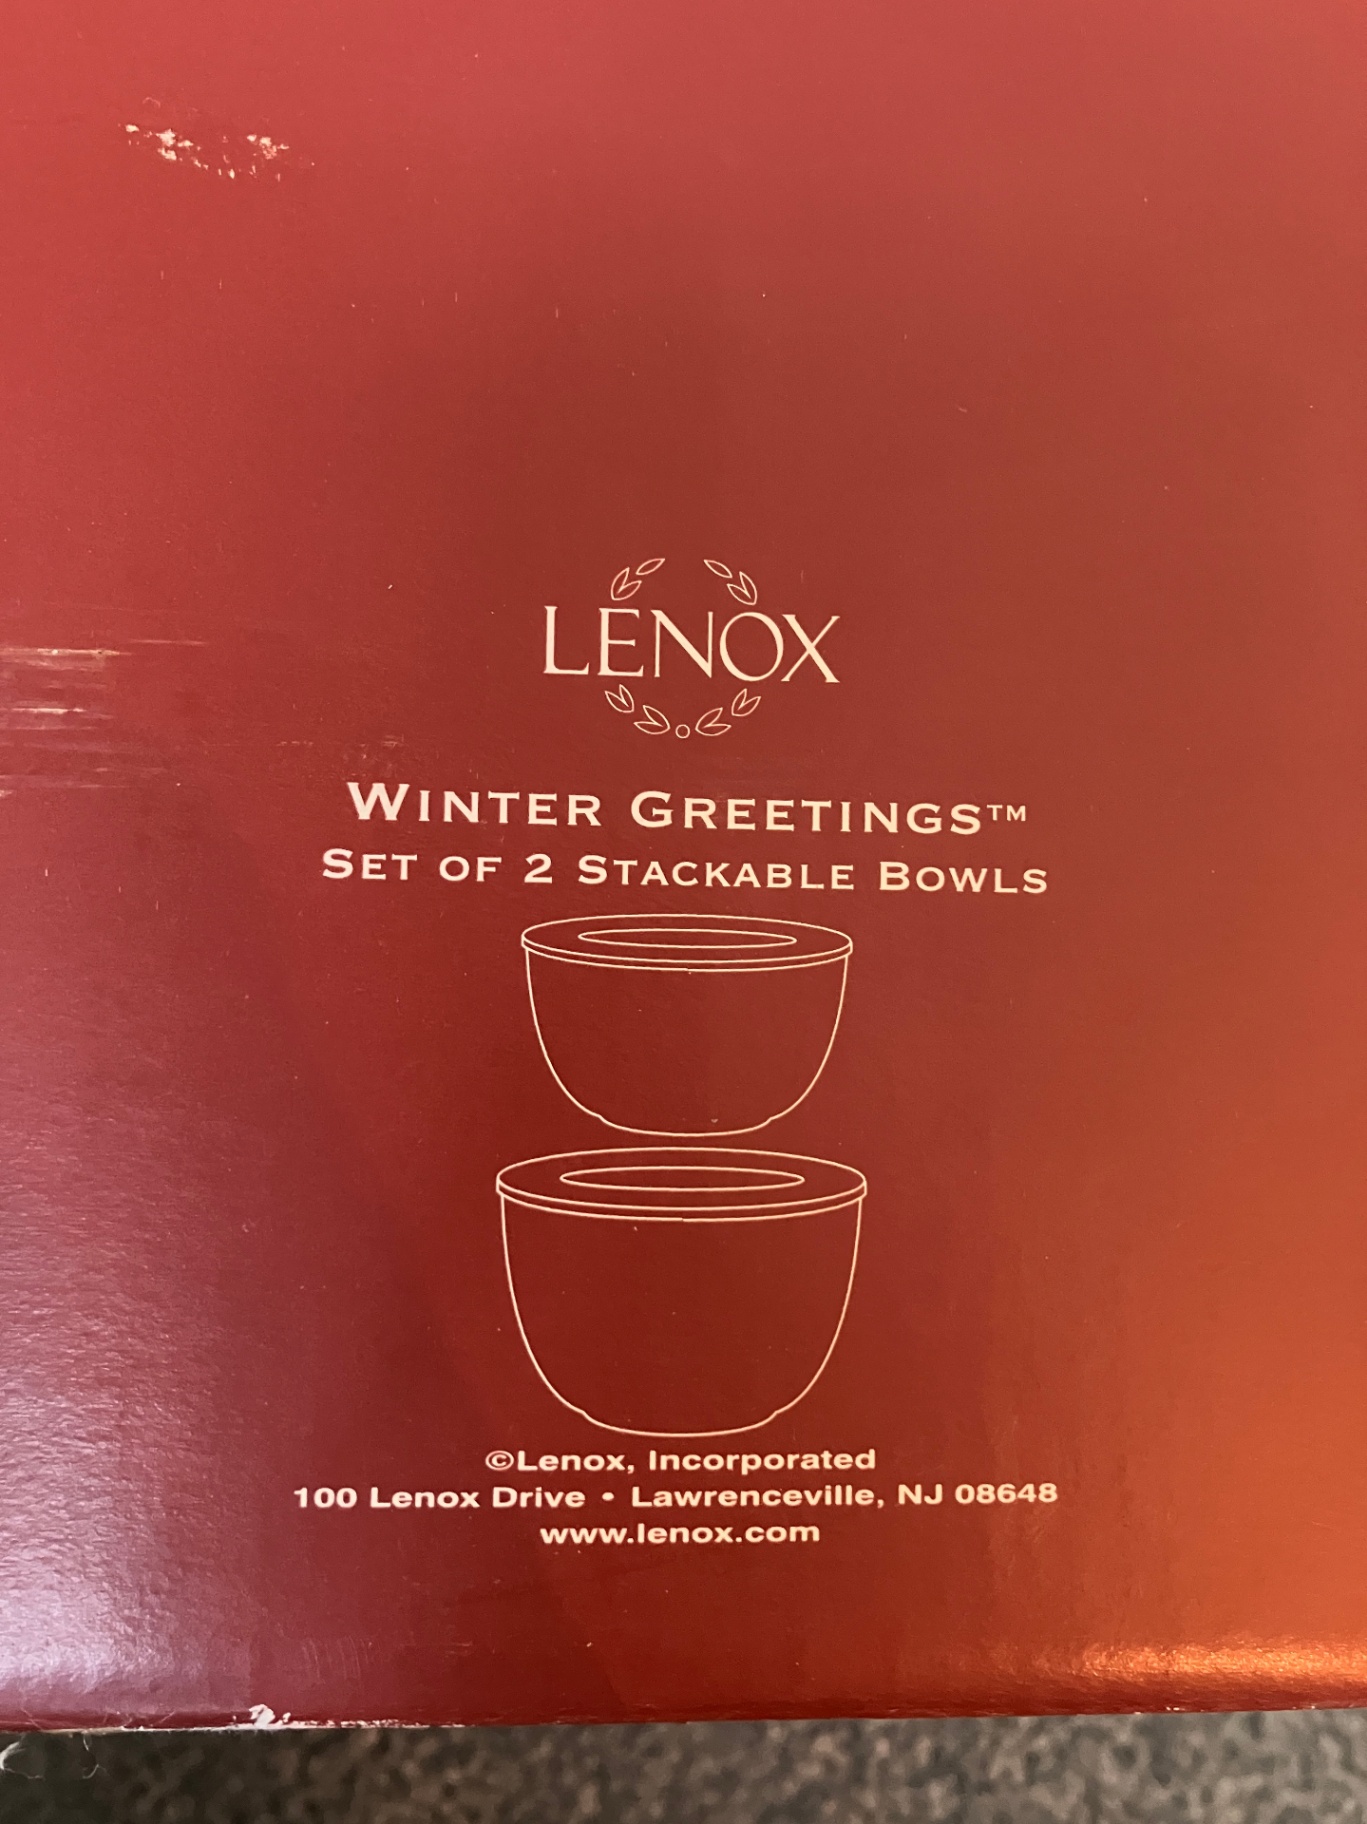 LENOX
WINTER GREETINGS™
SET OF 2 STACKABLE BOWLS
©Lenox, Incorporated
100 Lenox Drive • Lawrenceville, NJ 08648
www.lenox.com